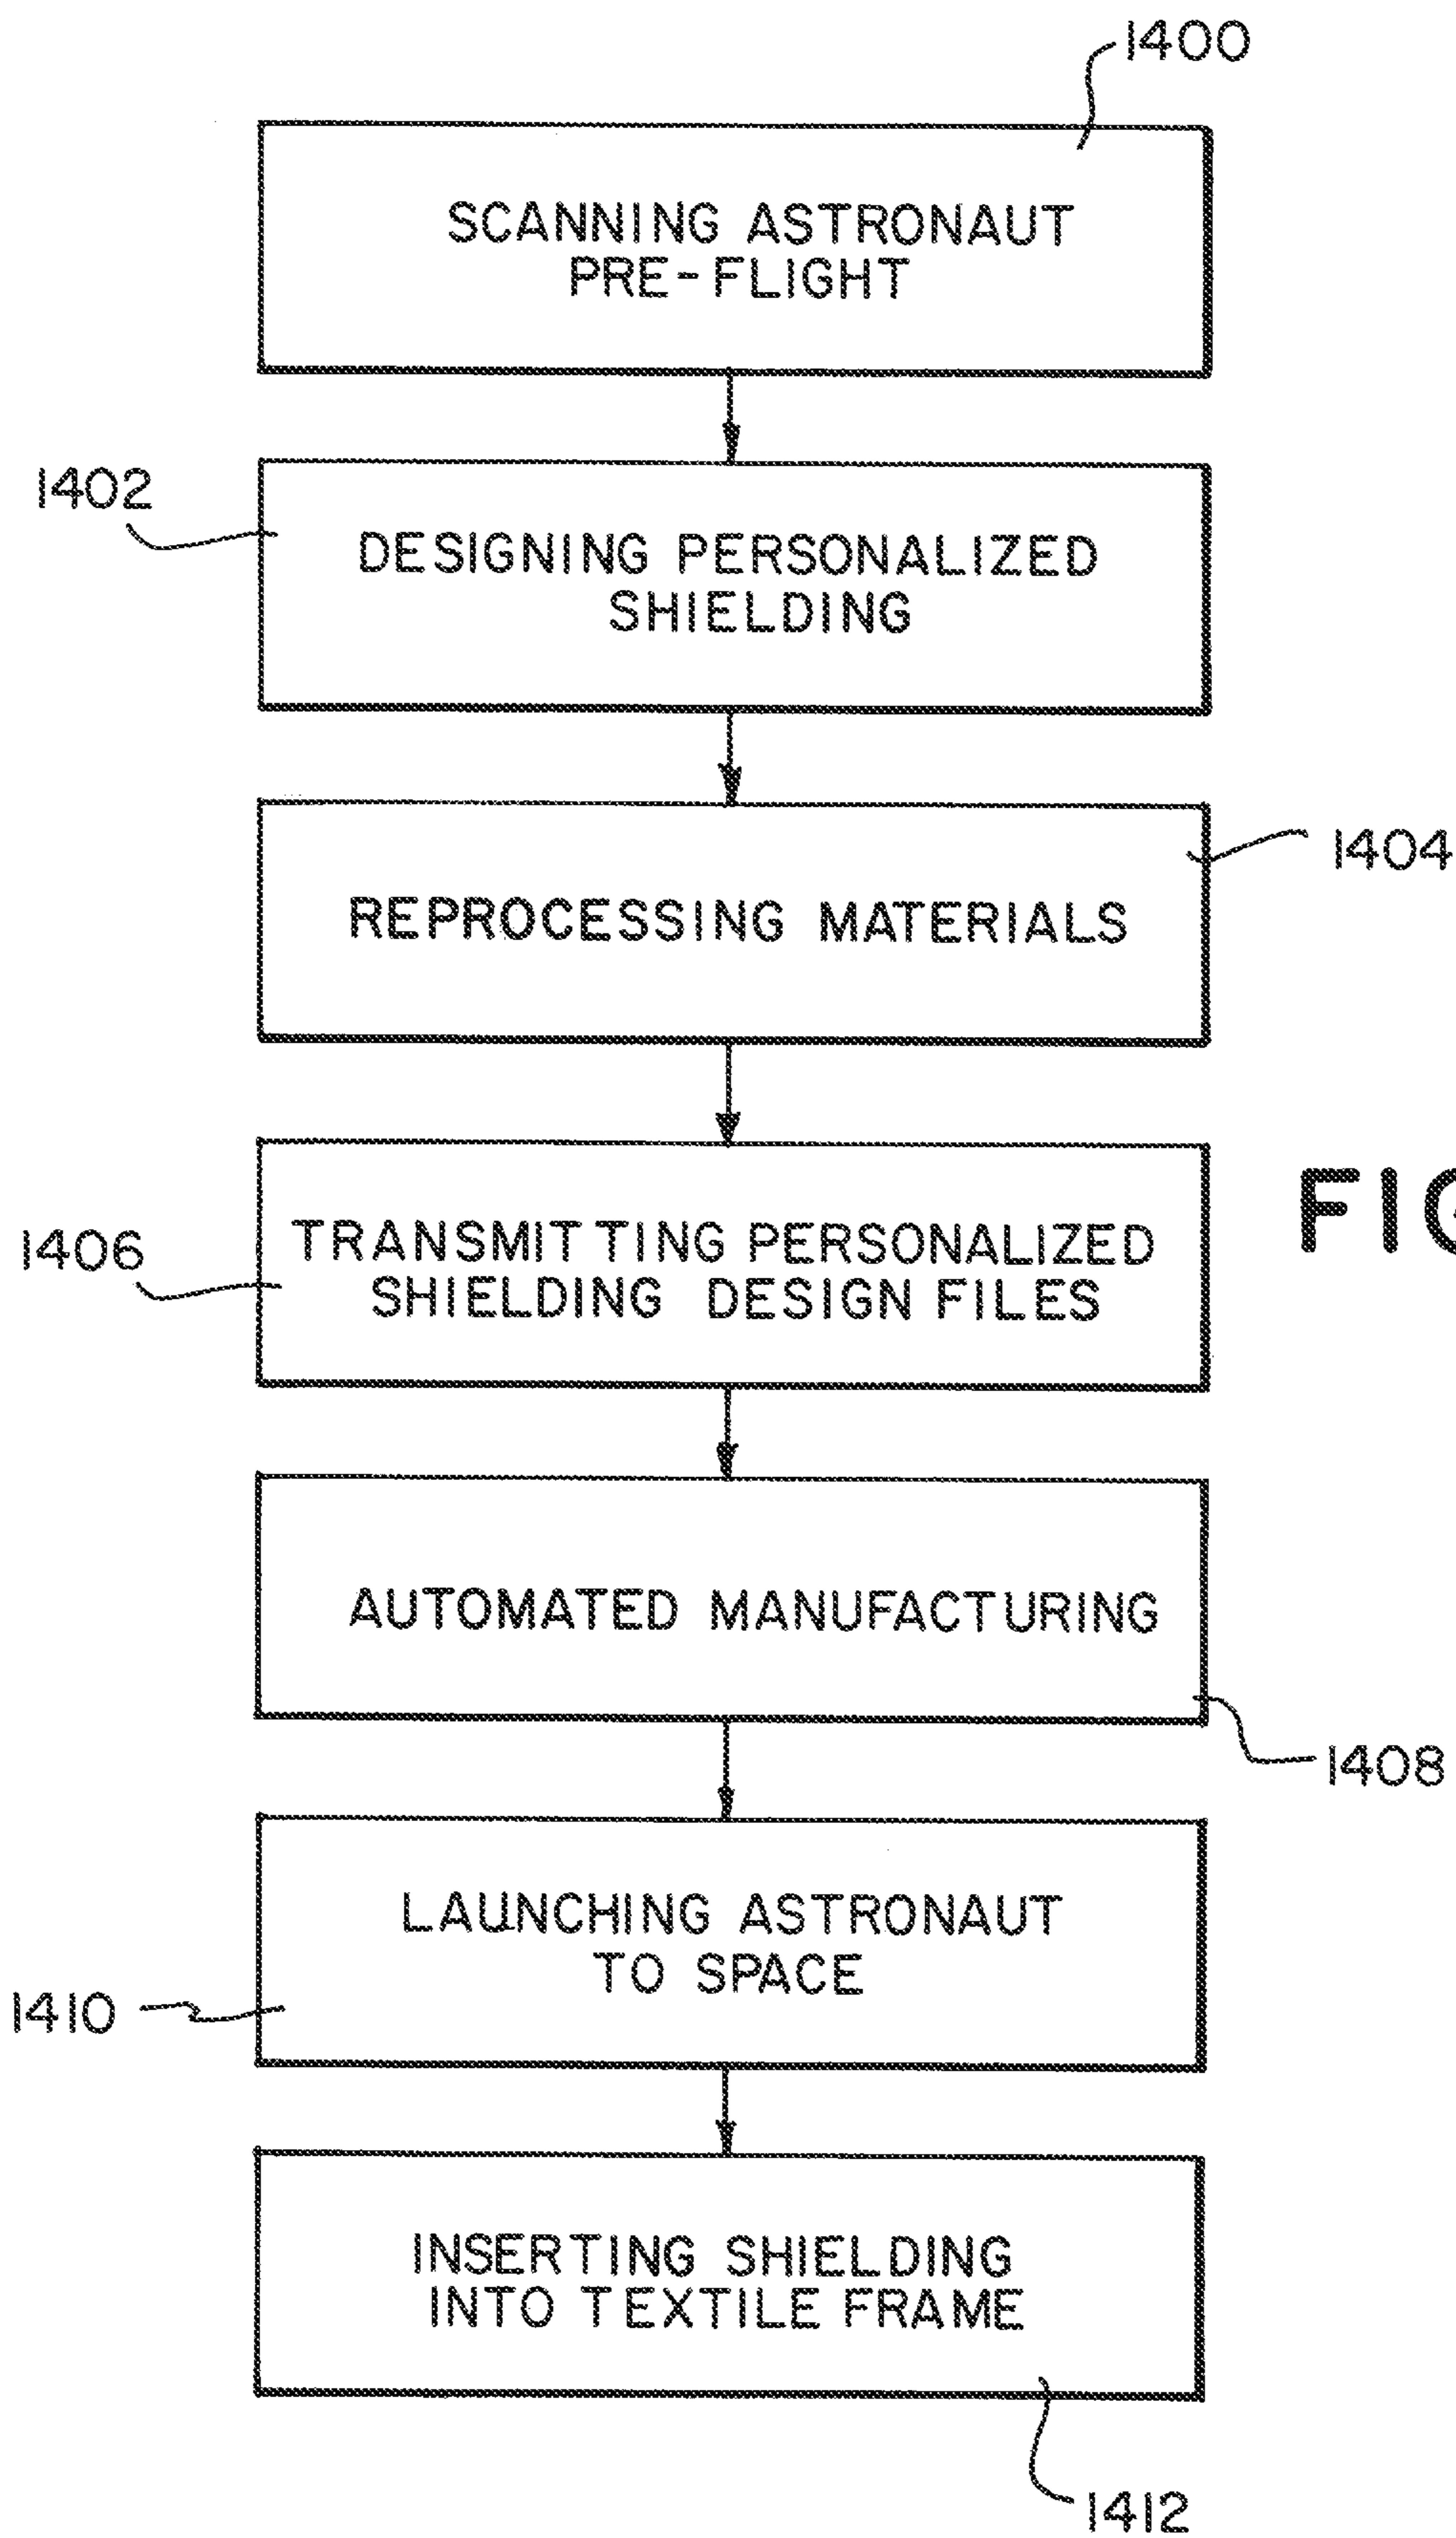 1400
SCANNING ASTRONAUT
PRE-FLIGHT
1402
DESIGNING PERSONALIZED
SHIELDING
1404
REPROCESSING MATERIALS
FIG
1406
TRANSMITTING PERSONALIZED
SHIELDING DESIGN FILES
AUTOMATED MANUFACTURING
1408
LAUNCHING ASTRONAUT
TO SPACE
1410
INSERTING SHIELDING
INTO TEXTILE FRAME
1412